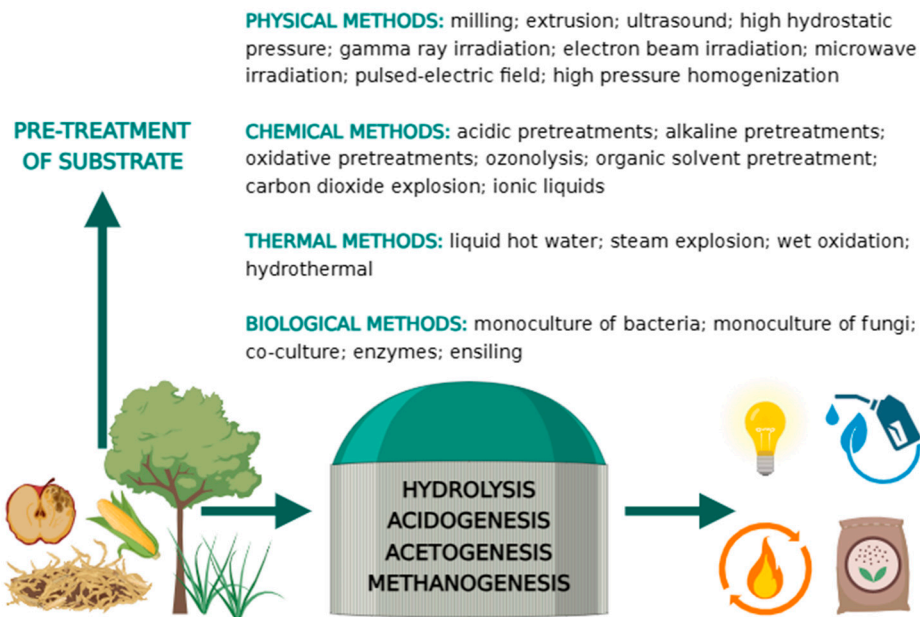 PHYSICAL METHODS: milling; extrusion; ultrasound; high hydrostatic
pressure; gamma ray irradiation; electron beam irradiation; microwave
irradiation; pulsed-electric field; high pressure homogenization
PRE-TREATMENT
OF SUBSTRATE
CHEMICAL METHODS: acidic pretreatments; alkaline pretreatments;
oxidative pretreatments; ozonolysis; organic solvent pretreatment;
carbon dioxide explosion; ionic liquids
THERMAL METHODS: liquid hot water; steam explosion; wet oxidation;
hydrothermal
BIOLOGICAL METHODS: monoculture of bacteria; monoculture of fungi;
co-culture; enzymes; ensiling
HYDROLYSIS
ACIDOGENESIS
ACETOGENESIS
METHANOGENESIS